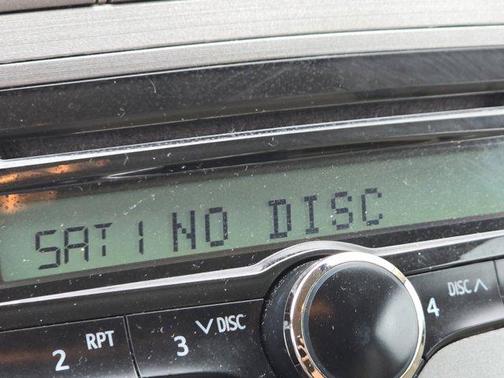 SAT1 NO DISC
2 RPT
3 ∨ DISC
4 DISC ∧